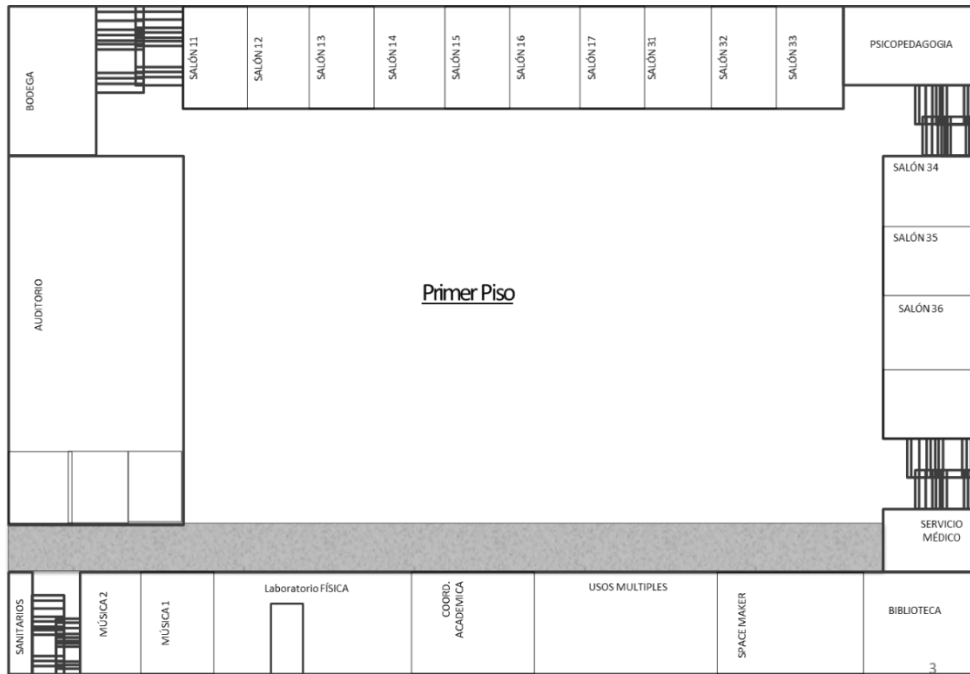 BODEGA
SALÓN 11
SALÓN 12
SALÓN 13
SALÓN 14
SALÓN 15
SALÓN 16
SALÓN 17
SALÓN 31
SALÓN 32
SALÓN 33
PSICOPEDAGOGIA
SALÓN 34
SALÓN 35
SALÓN 36
AUDITORIO
Primer Piso
SERVICIO
MÉDICO
SANITARIOS
MÚSICA 2
MÚSICA 1
Laboratorio FÍSICA
COORD.
ACADEMICA
USOS MULTIPLES
SPACE MAKER
BIBLIOTECA
3